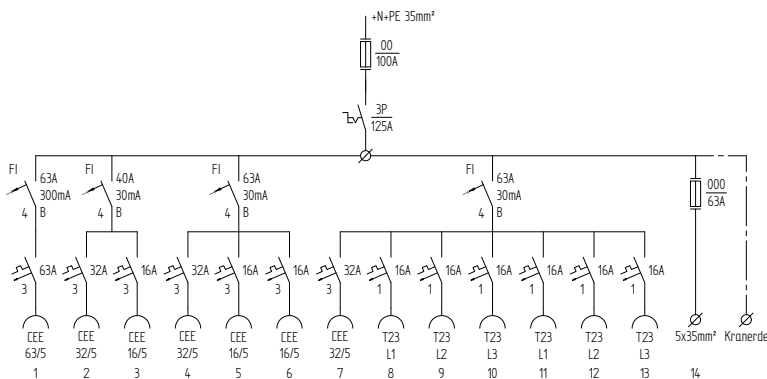 +N+PE 35mm²
00
100A
3P
125A
FI 63A FI 40A FI 63A FI 63A
300mA 30mA 30mA 30mA
4 B 4 B 4 B 4 B
000
63A
63A 32A 16A 32A 16A 16A 32A 16A 16A 16A 16A 16A 16A
3 3 3 3 3 3 3 1 1 1 1 1 1
CEE CEE CEE CEE CEE CEE CEE T23 T23 T23 T23 T23 T23 5x35mm² Kranerde
63/5 32/5 16/5 32/5 16/5 16/5 32/5 L1 L2 L3 L1 L2 L3
1 2 3 4 5 6 7 8 9 10 11 12 13 14